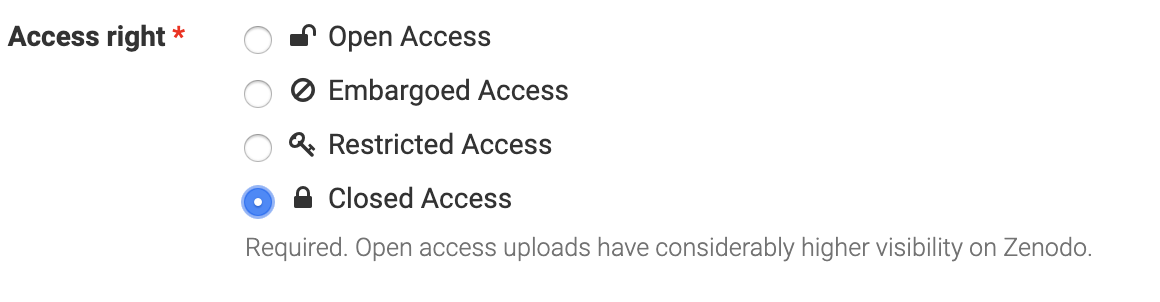 Access right * Open Access
Embargoed Access
Restricted Access
Closed Access
Required. Open access uploads have considerably higher visibility on Zenodo.